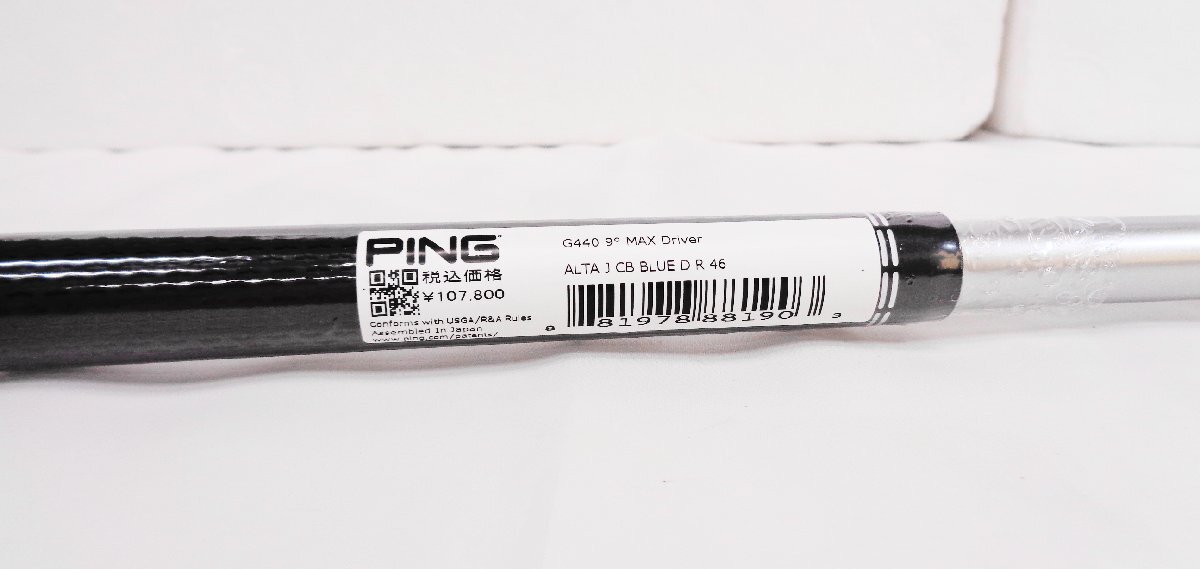 PING
税込価格
¥107,800
Conforms with USGA/R&A Rules
Assembled In Japan
www.ping.com/patents/
G440 9° MAX Driver
ALTA J CB BLUE D R 46
8 81978 88190 3